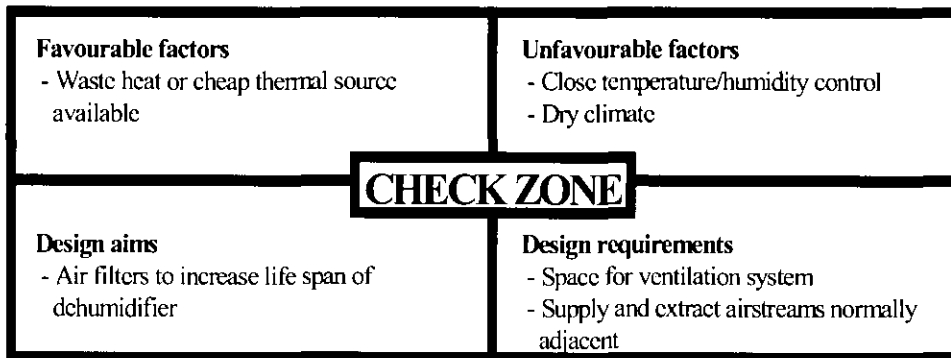 Favourable factors
- Waste heat or cheap thermal source
available
Unfavourable factors
- Close temperature/humidity control
- Dry climate
CHECK ZONE
Design aims
- Air filters to increase life span of
dehumidifier
Design requirements
- Space for ventilation system
- Supply and extract airstreams normally
adjacent